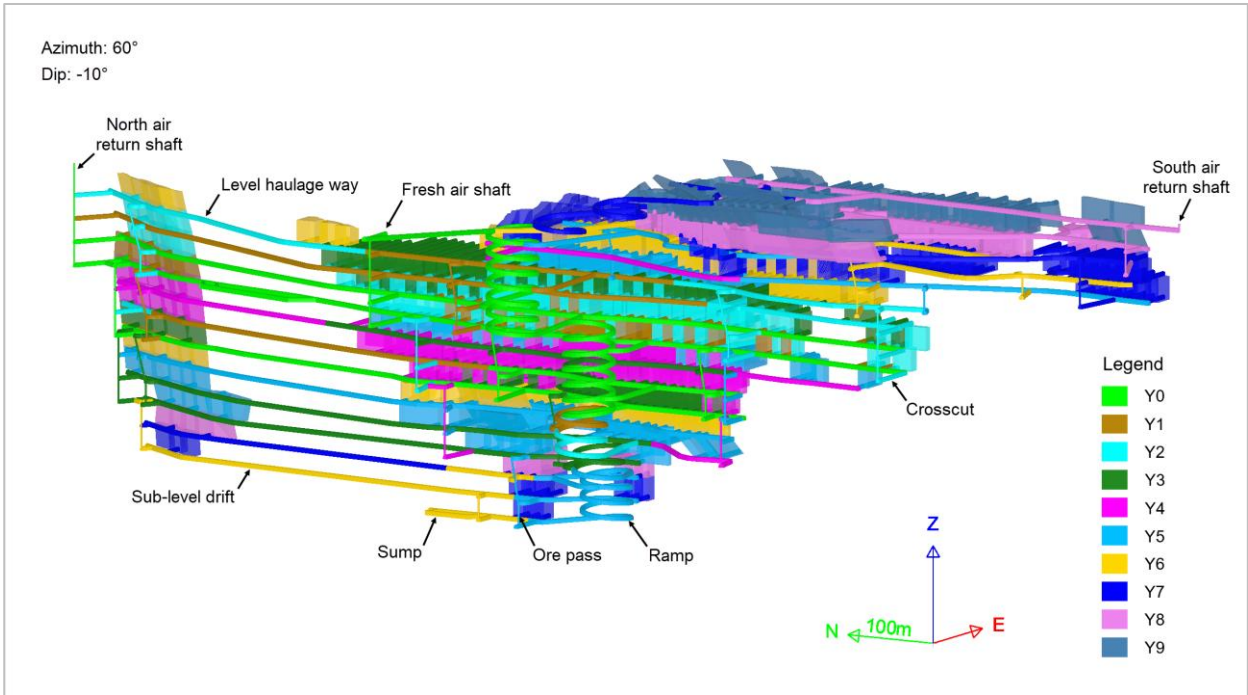 Azimuth: 60°
Dip: -10°
North air
return shaft
Level haulage way
Fresh air shaft
South air
return shaft
Crosscut
Sub-level drift
Sump
Ore pass
Ramp
Z
N
100m
E
Legend
Y0
Y1
Y2
Y3
Y4
Y5
Y6
Y7
Y8
Y9